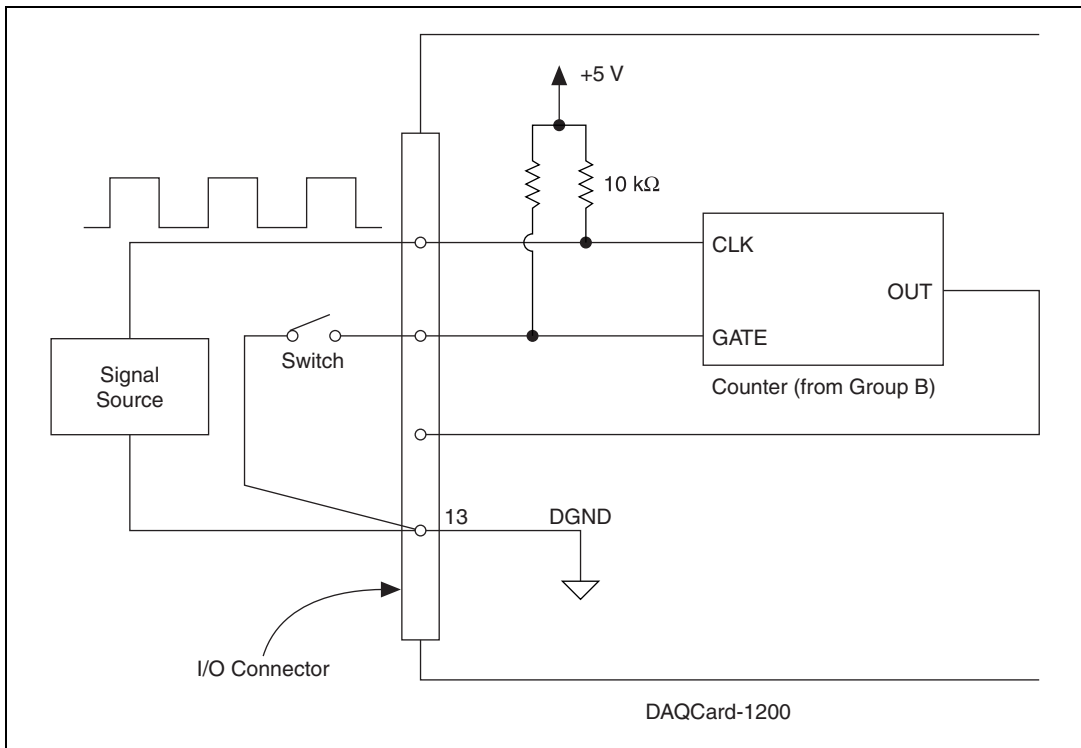 +5 V
10 kΩ
CLK
OUT
Switch
GATE
Signal
Source
Counter (from Group B)
13
DGND
I/O Connector
DAQCard-1200